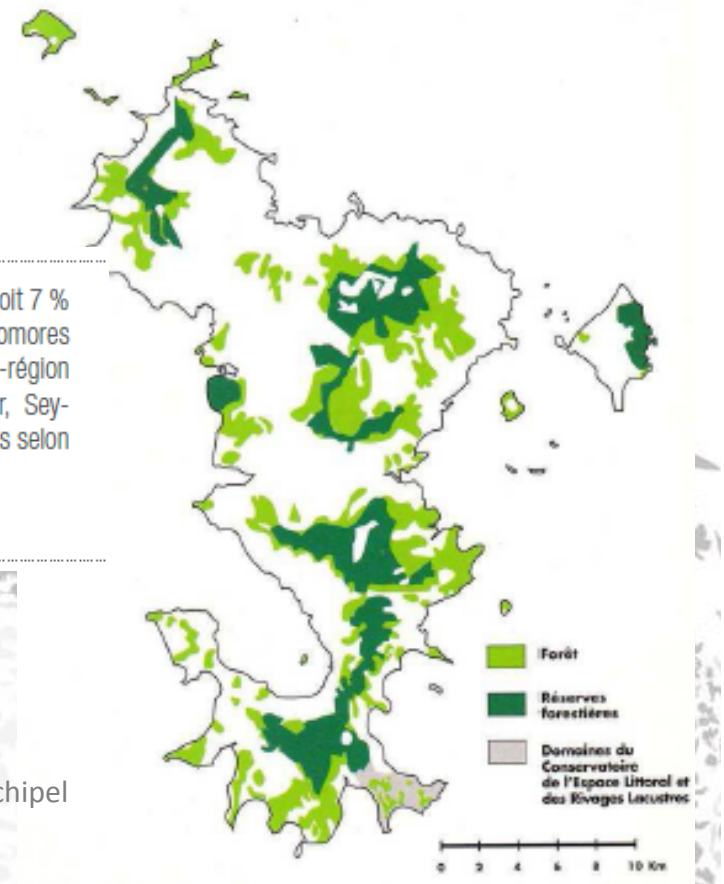 oit 7 %
omores
-région
r, Sey-
s selon
chipel
Forêt
Réserves
forestières
Domaines du
Conservatoire
de l'Espace Littoral et
des Rivages Lacustres
0 2 4 6 8 10 Km